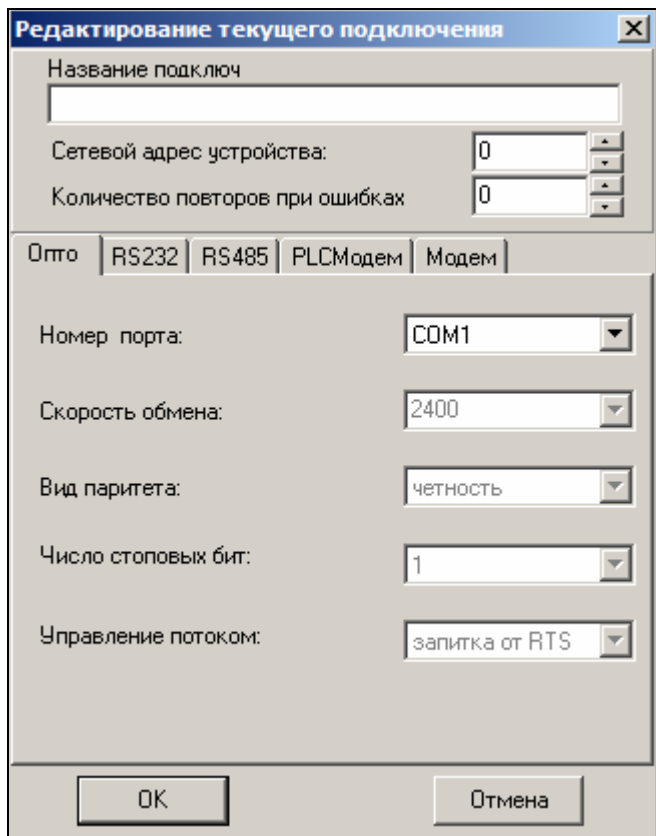 Редактирование текущего подключения
Название подключ
Сетевой адрес устройства: 0
Количество повторов при ошибках 0
Опто RS232 RS485 PLCМодем Модем
Номер порта: COM1
Скорость обмена: 2400
Вид паритета: четность
Число стоповых бит: 1
Управление потоком: запитка от RTS
OK Отмена